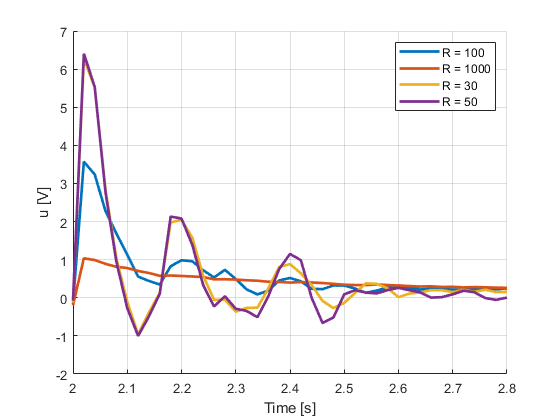 7
6
5
4
3
2
1
0
-1
-2
u [V]
R = 100
R = 1000
R = 30
R = 50
2 2.1 2.2 2.3 2.4 2.5 2.6 2.7 2.8
Time [s]